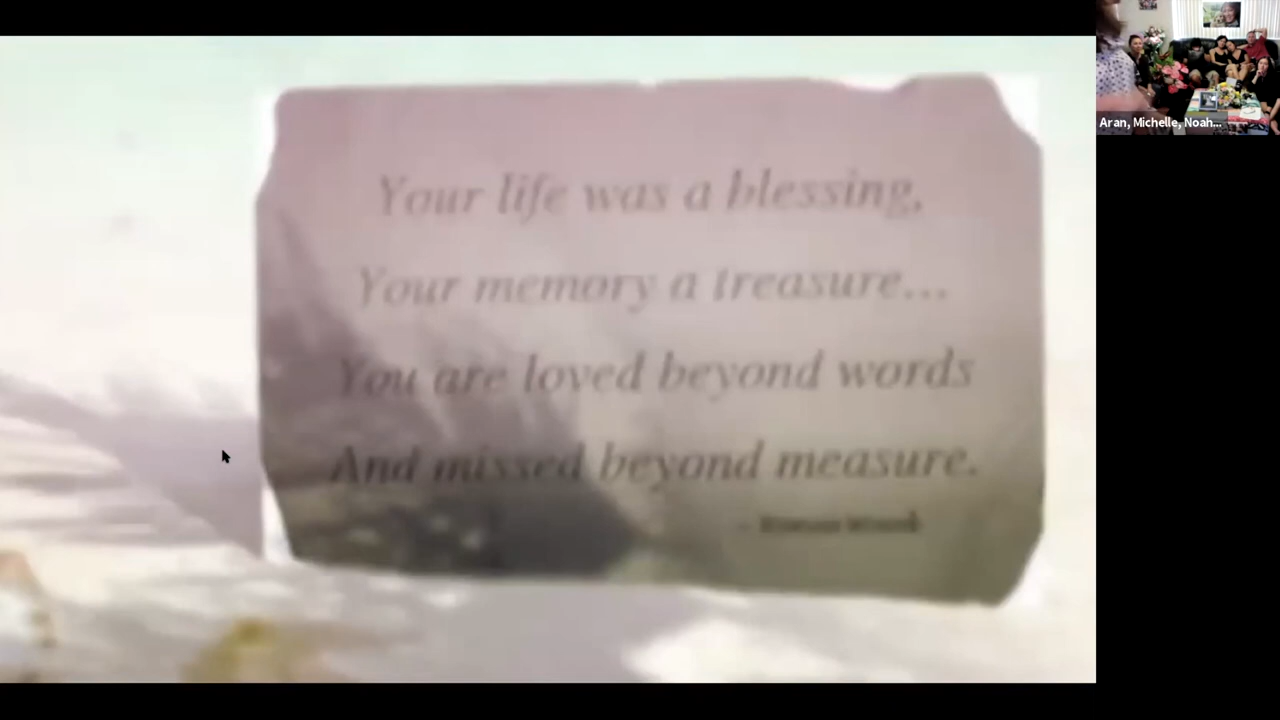 Your life was a blessing,
Your memory a treasure...
You are loved beyond words
And missed beyond measure.
Aran, Michelle, Noah...